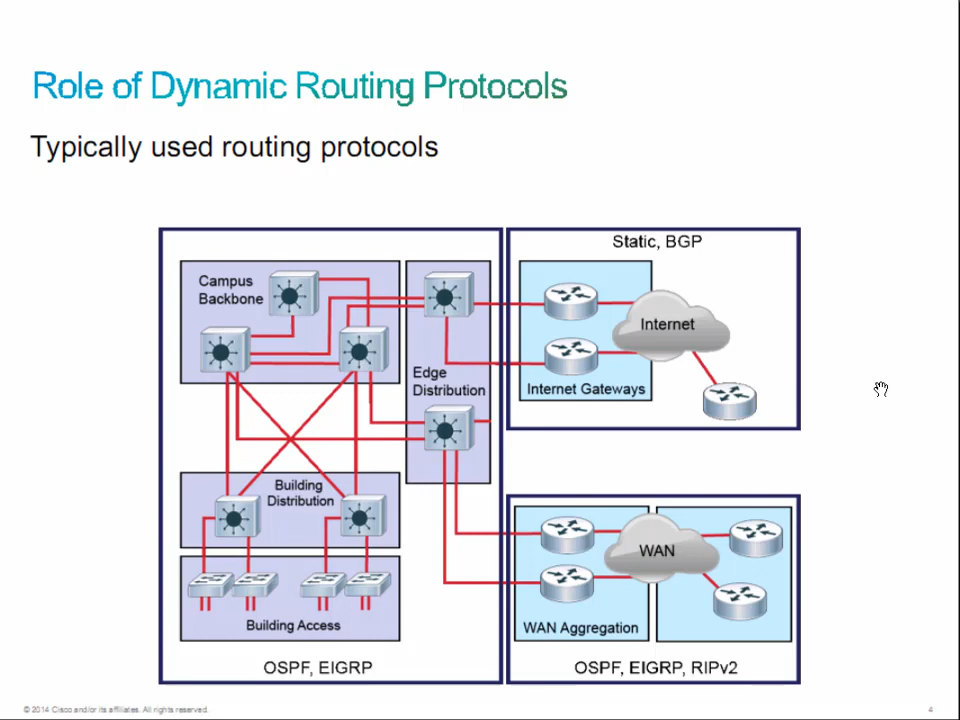 Role of Dynamic Routing Protocols
Typically used routing protocols
Campus
Backbone
Edge
Distribution
Building
Distribution
Building Access
OSPF, EIGRP
Static, BGP
Internet
Internet Gateways
WAN
WAN Aggregation
OSPF, EIGRP, RIPv2
© 2014 Cisco and/or its affiliates. All rights reserved.
4